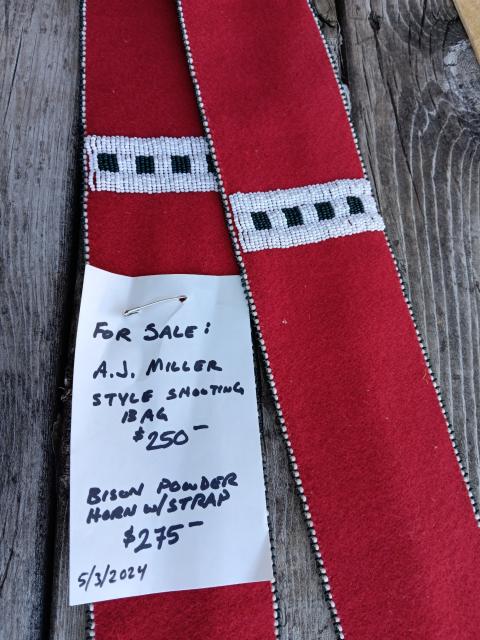 FOR SALE:
A.J. MILLER
STYLE SHOOTING
BAG
$250-
BISON POWDER
HORN W/STRAP
$275-
5/3/2024